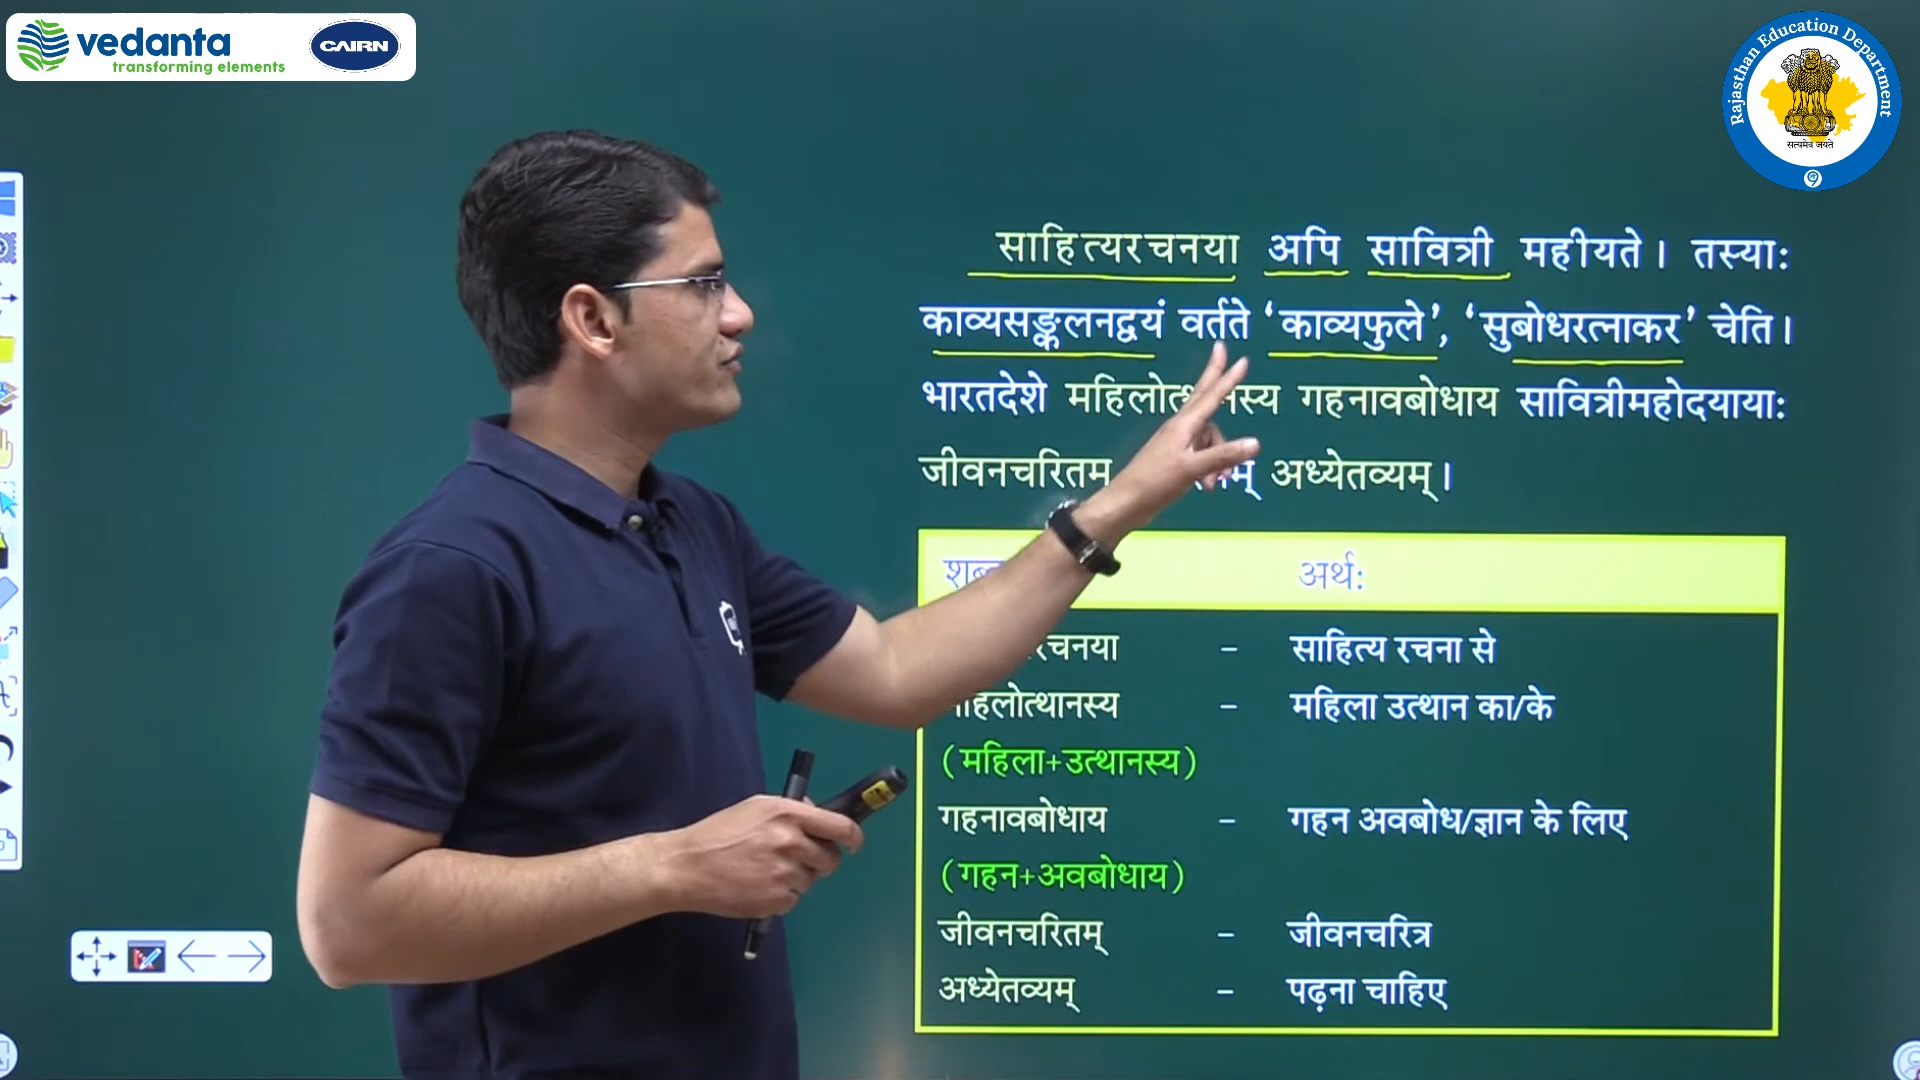 vedanta
transforming elements
CAIRN
Rajasthan Education Department
सत्यमेव जयते
साहित्यरचनया अपि सावित्री महीयते। तस्याः
काव्यसङ्कलनद्वयं वर्तते ‘काव्यफुले’, ‘सुबोधरत्नाकर’ चेति।
भारतदेशे गहनावबोधाय सावित्रीमहोदयायाः
जीवनचरितम् अध्येतव्यम्।
अर्थः
साहित्य रचना से
महिलोत्थानस्य – महिला उत्थान का/के
(महिला+उत्थानस्य)
गहनावबोधाय – गहन अवबोध/ज्ञान के लिए
(गहन+अवबोधाय)
जीवनचरितम् – जीवनचरित्र
अध्येतव्यम् – पढ़ना चाहिए